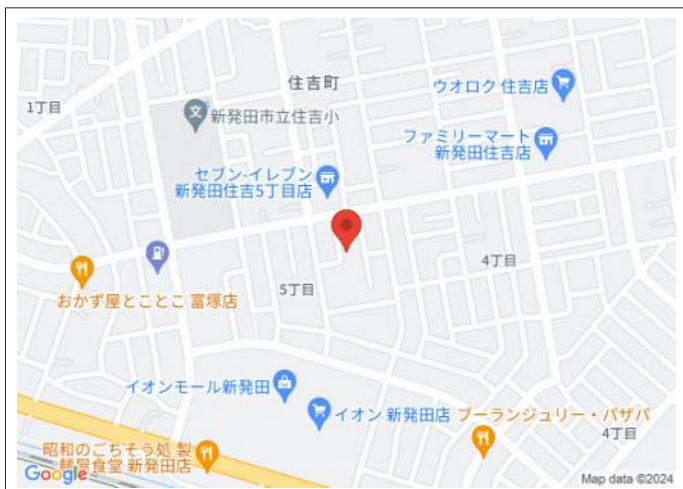 住吉町
ウオロク 住吉店
1丁目
新発田市立住吉小
ファミリーマート
新発田住吉店
セブン-イレブン
新発田住吉5丁目店
4丁目
5丁目
おかず屋とことこ 富塚店
イオンモール新発田
イオン 新発田店
ブーランジュリー・バザバ
4丁目
昭和のごちそう処 製
麺屋食堂 新発田店
Google
Map data ©2024